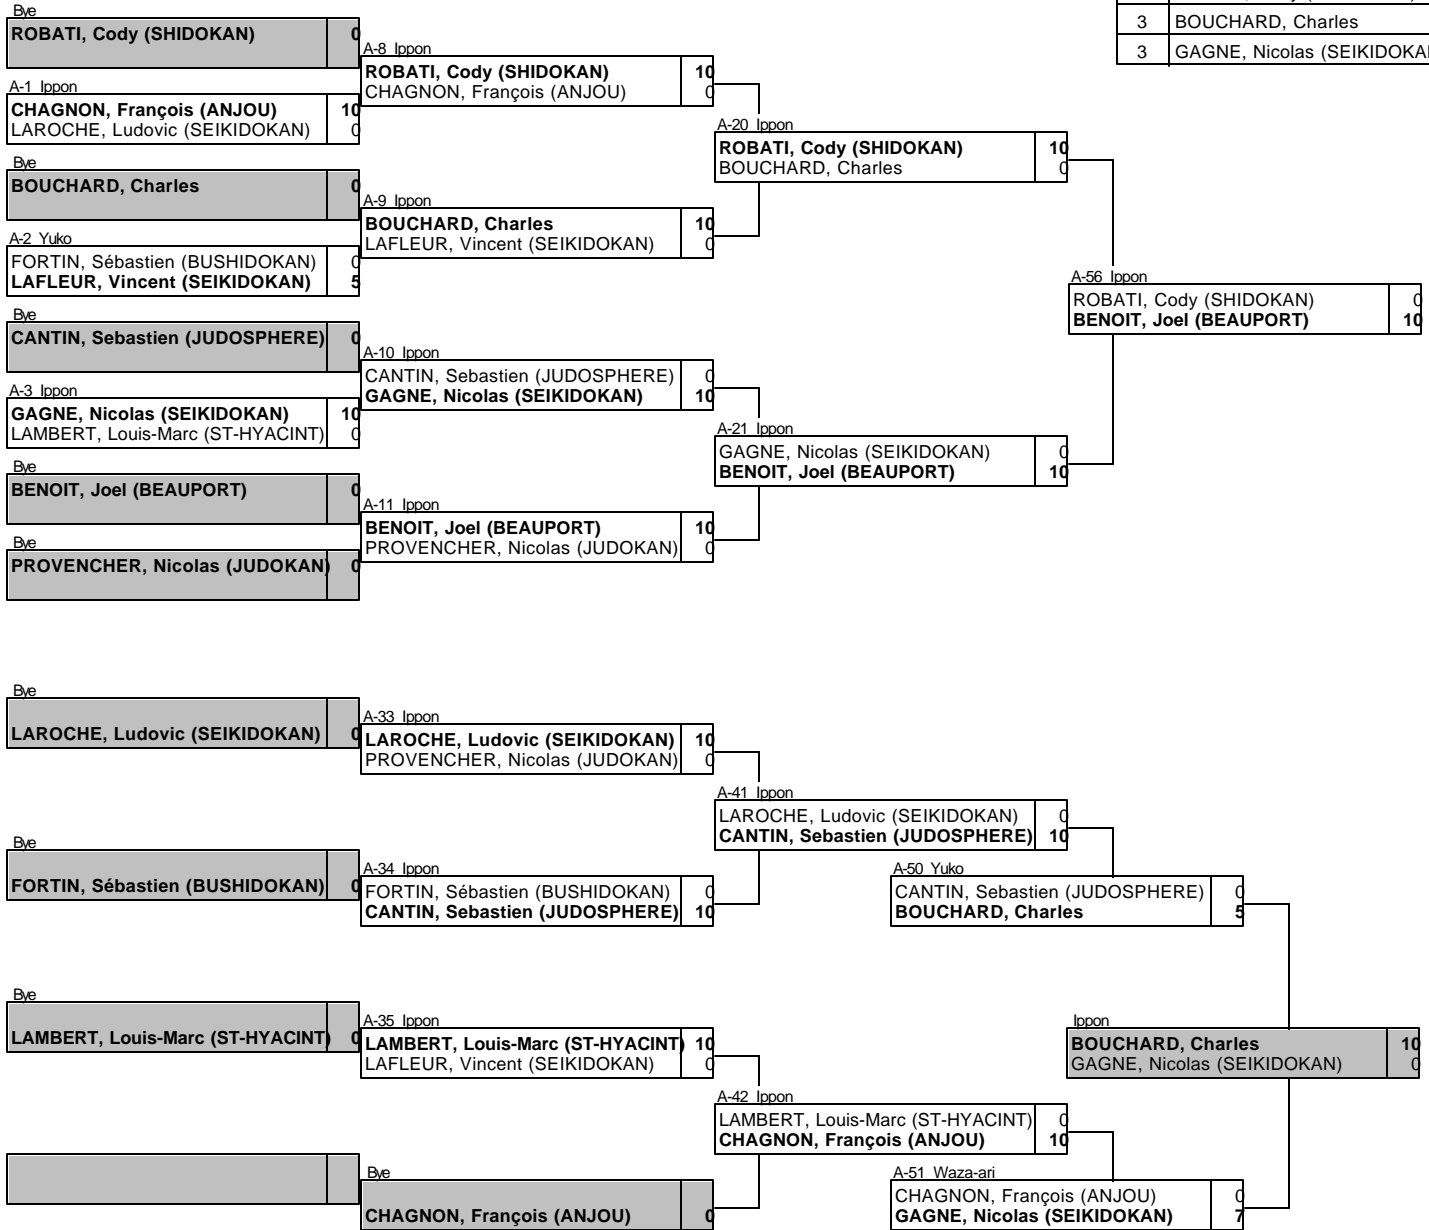 3 BOUCHARD, Charles
3 GAGNE, Nicolas
Bye
ROBATI, Cody (SHIDOKAN) 0
A-1 Ippon
CHAGNON, François (ANJOU) 10
LAROCHE, Ludovic (SEIKIDOKAN) 0
Bye
BOUCHARD, Charles 0
A-2 Yuko
FORTIN, Sébastien (BUSHIDOKAN) 0
LAFLEUR, Vincent (SEIKIDOKAN) 5
Bye
CANTIN, Sebastien (JUDOSPHERE) 0
A-3 Ippon
GAGNE, Nicolas (SEIKIDOKAN) 10
LAMBERT, Louis-Marc (ST-HYACINT) 0
Bye
BENOIT, Joel (BEAUPORT) 0
Bye
PROVENCHER, Nicolas (JUDOKAN) 0
A-8 Ippon
ROBATI, Cody (SHIDOKAN) 10
CHAGNON, François (ANJOU) 0
A-9 Ippon
BOUCHARD, Charles 10
LAFLEUR, Vincent (SEIKIDOKAN) 0
A-10 Ippon
CANTIN, Sebastien (JUDOSPHERE) 0
GAGNE, Nicolas (SEIKIDOKAN) 10
A-11 Ippon
BENOIT, Joel (BEAUPORT) 10
PROVENCHER, Nicolas (JUDOKAN) 0
A-20 Ippon
ROBATI, Cody (SHIDOKAN) 10
BOUCHARD, Charles 0
A-21 Ippon
GAGNE, Nicolas (SEIKIDOKAN) 0
BENOIT, Joel (BEAUPORT) 10
A-56 Ippon
ROBATI, Cody (SHIDOKAN) 0
BENOIT, Joel (BEAUPORT) 10
Bye
LAROCHE, Ludovic (SEIKIDOKAN) 0
Bye
FORTIN, Sébastien (BUSHIDOKAN) 0
Bye
LAMBERT, Louis-Marc (ST-HYACINT) 0
A-33 Ippon
LAROCHE, Ludovic (SEIKIDOKAN) 10
PROVENCHER, Nicolas (JUDOKAN) 0
A-34 Ippon
FORTIN, Sébastien (BUSHIDOKAN) 0
CANTIN, Sebastien (JUDOSPHERE) 10
A-35 Ippon
LAMBERT, Louis-Marc (ST-HYACINT) 10
LAFLEUR, Vincent (SEIKIDOKAN) 0
Bye
CHAGNON, François (ANJOU) 0
A-41 Ippon
LAROCHE, Ludovic (SEIKIDOKAN) 0
CANTIN, Sebastien (JUDOSPHERE) 10
A-42 Ippon
LAMBERT, Louis-Marc (ST-HYACINT) 0
CHAGNON, François (ANJOU) 10
A-50 Yuko
CANTIN, Sebastien (JUDOSPHERE) 0
BOUCHARD, Charles 5
A-51 Waza-ari
CHAGNON, François (ANJOU) 0
GAGNE, Nicolas (SEIKIDOKAN) 7
Ippon
BOUCHARD, Charles 10
GAGNE, Nicolas (SEIKIDOKAN) 0